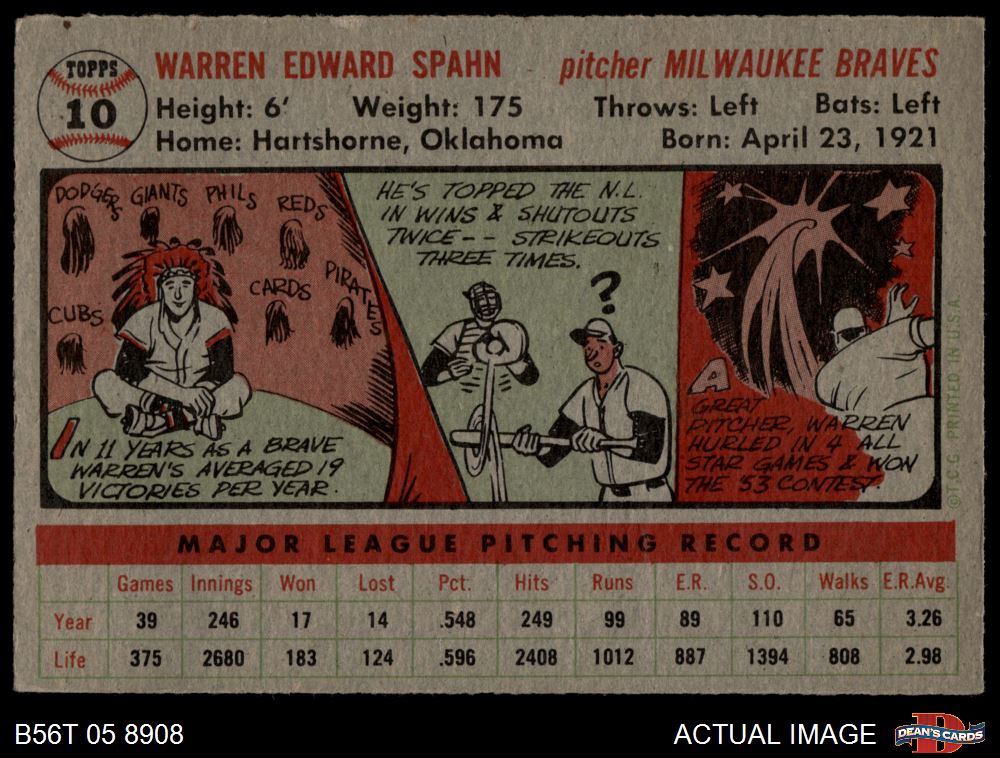 TOPPS
10
WARREN EDWARD SPAHN pitcher MILWAUKEE BRAVES
Height: 6' Weight: 175 Throws: Left Bats: Left
Home: Hartshorne, Oklahoma Born: April 23, 1921
DODGERS GIANTS PHILS REDS
CUBS CARDS PIRATES
IN 11 YEARS AS A BRAVE
WARREN'S AVERAGED 19
VICTORIES PER YEAR.
HE'S TOPPED THE N.L.
IN WINS & SHUTOUTS
TWICE-- STRIKEOUTS
THREE TIMES.
?
A
GREAT
PITCHER, WARREN
HURLED IN 4 ALL
STAR GAMES & WON
THE '53 CONTEST.
©T.C.G. PRINTED IN U.S.A.
MAJOR LEAGUE PITCHING RECORD
Games Innings Won Lost Pct. Hits Runs E.R. S.O. Walks E.R.Avg.
Year 39 246 17 14 .548 249 99 89 110 65 3.26
Life 375 2680 183 124 .596 2408 1012 887 1394 808 2.98
B56T 05 8908 ACTUAL IMAGE DEAN'S CARDS